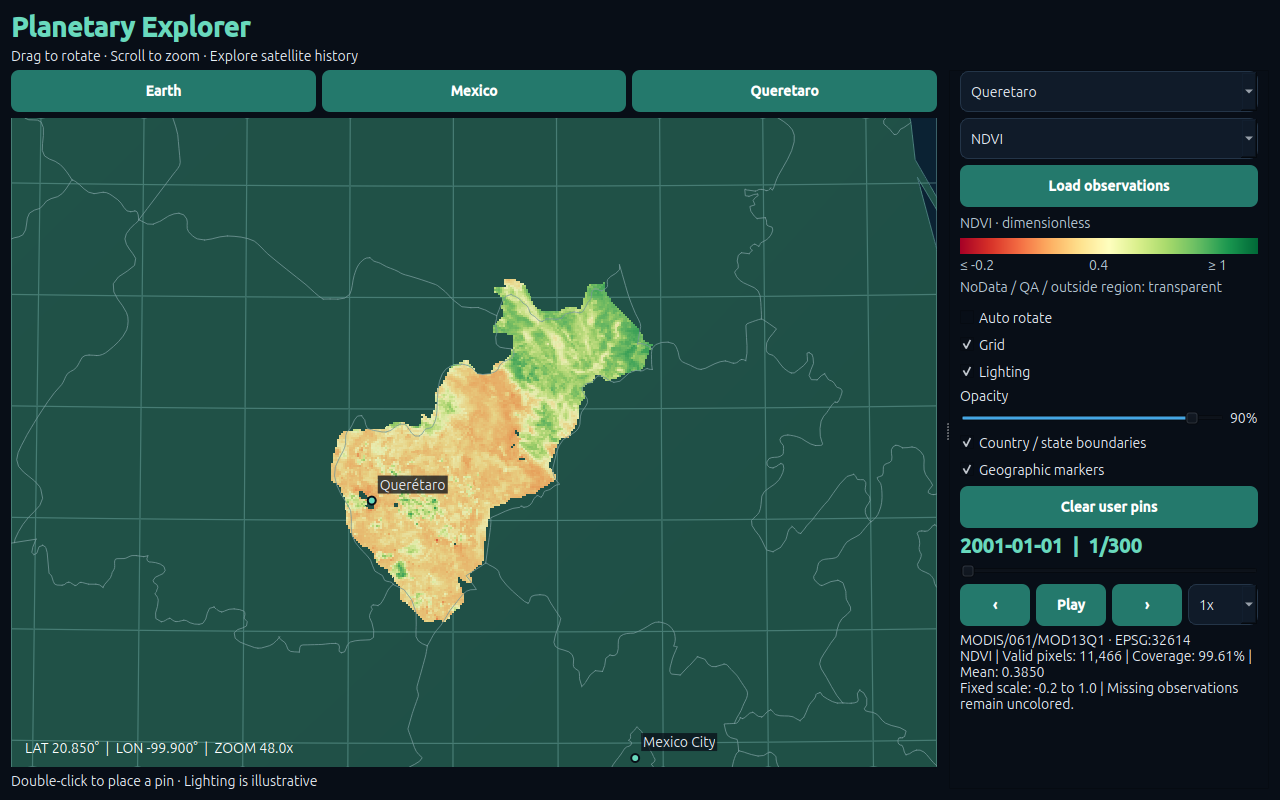 Planetary Explorer
Drag to rotate · Scroll to zoom · Explore satellite history
Earth
Mexico
Queretaro
Querétaro
Mexico City
LAT 20.850° | LON -99.900° | ZOOM 48.0x
Double-click to place a pin · Lighting is illustrative
Queretaro
NDVI
Load observations
NDVI · dimensionless
≤ -0.2 0.4 ≥ 1
NoData / QA / outside region: transparent
Auto rotate
Grid
Lighting
Opacity
90%
Country / state boundaries
Geographic markers
Clear user pins
2001-01-01 | 1/300
‹ Play › 1x
MODIS/061/MOD13Q1 · EPSG:32614
NDVI | Valid pixels: 11,466 | Coverage: 99.61% |
Mean: 0.3850
Fixed scale: -0.2 to 1.0 | Missing observations
remain uncolored.